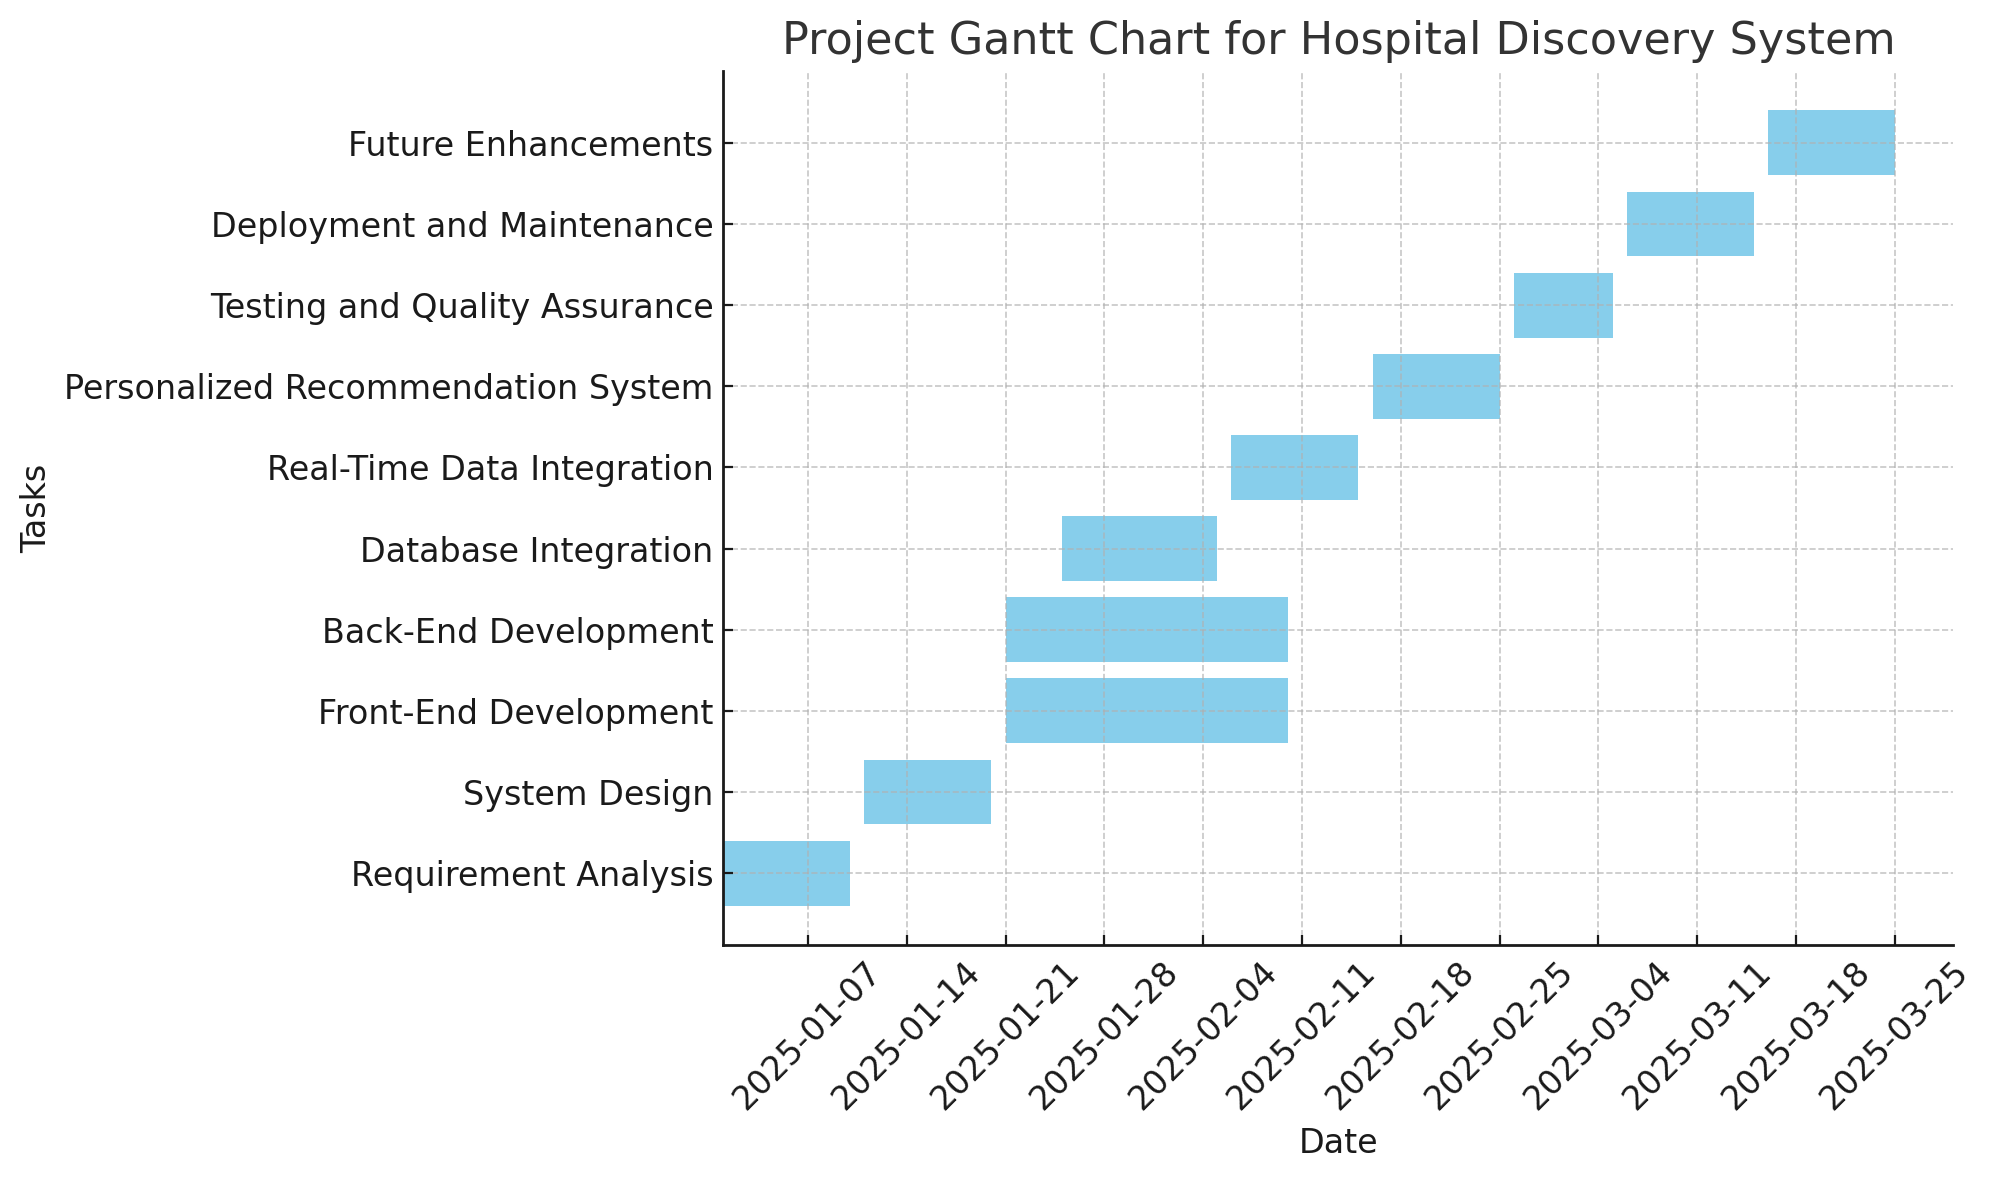 Project Gantt Chart for Hospital Discovery System
Future Enhancements
Deployment and Maintenance
Testing and Quality Assurance
Personalized Recommendation System
Real-Time Data Integration
Database Integration
Back-End Development
Front-End Development
System Design
Requirement Analysis
Tasks
2025-01-07
2025-01-14
2025-01-21
2025-01-28
2025-02-04
2025-02-11
2025-02-18
2025-02-25
2025-03-04
2025-03-11
2025-03-18
2025-03-25
Date